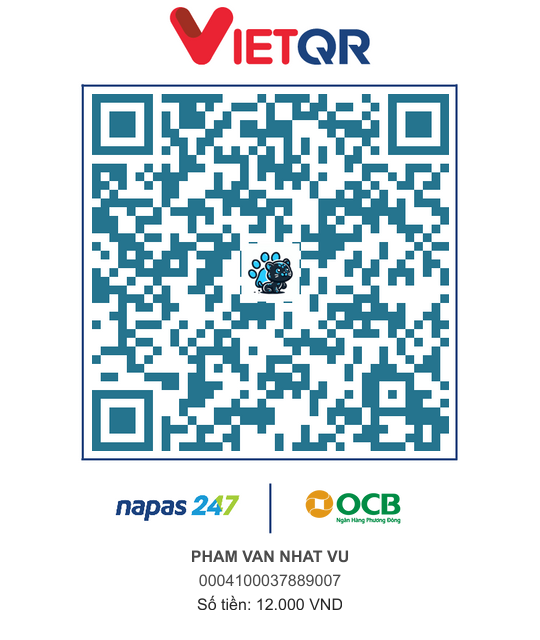 VIETQR
napas 247
OCB
Ngân Hàng Phương Đông
PHAM VAN NHAT VU
0004100037889007
Số tiền: 12.000 VND